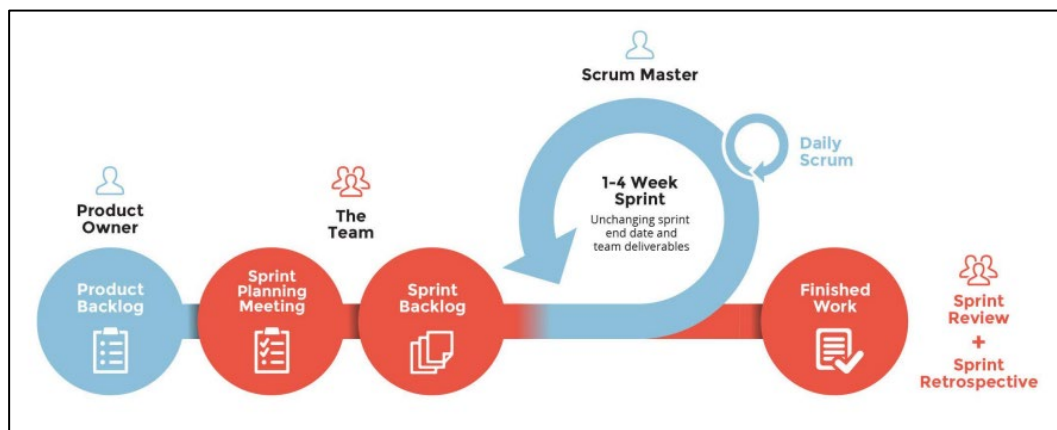 Scrum Master
Daily
Scrum
1-4 Week
Sprint
Unchanging sprint
end date and
team deliverables
Product
Owner
The
Team
Product
Backlog
Sprint
Planning
Meeting
Sprint
Backlog
Finished
Work
Sprint
Review
+
Sprint
Retrospective